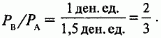 P_B/P_A = 1 ден. ед. / 1,5 ден. ед. = 2/3.